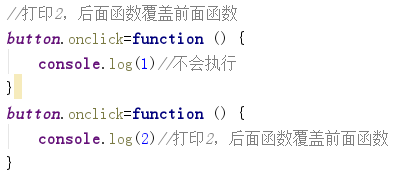 //打印2，后面函数覆盖前面函数
button.onclick=function () {
    console.log(1)//不会执行
}
button.onclick=function () {
    console.log(2)//打印2，后面函数覆盖前面函数
}